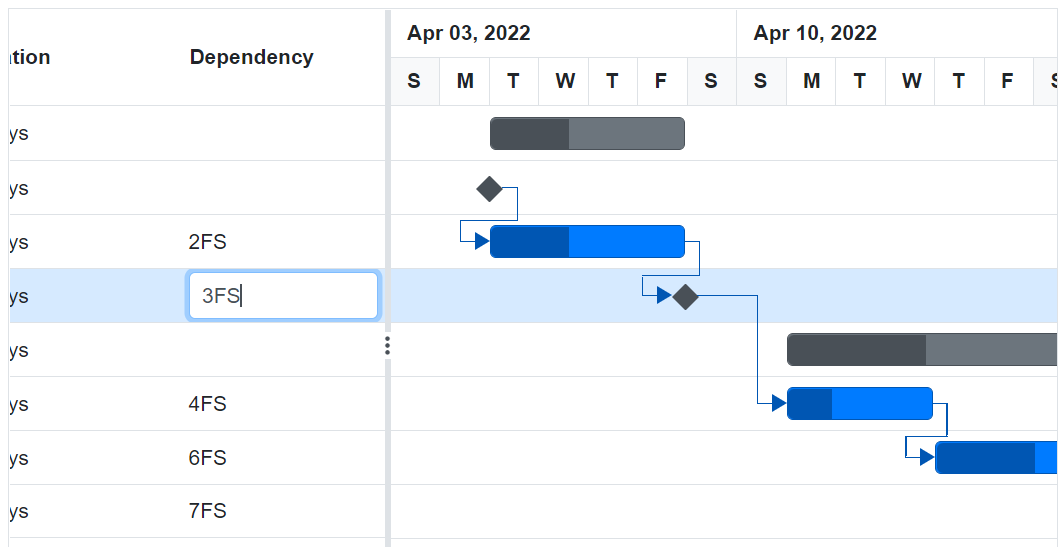 Apr 03, 2022 Apr 10, 2022
ation Dependency
S M T W T F S S M T W T F S
ys
ys
ys 2FS
ys 3FS
ys
ys 4FS
ys 6FS
ys 7FS